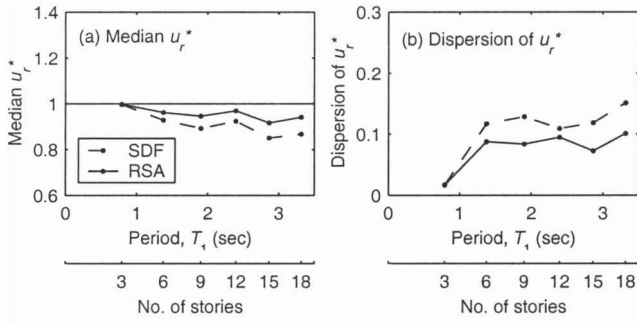 (a) Median u_r*
Median u_r*
1.4
1.2
1
0.8
0.6
SDF
RSA
0 1 2 3
Period, T₁ (sec)
3 6 9 12 15 18
No. of stories
(b) Dispersion of u_r*
Dispersion of u_r*
0.3
0.2
0.1
0
0 1 2 3
Period, T₁ (sec)
3 6 9 12 15 18
No. of stories